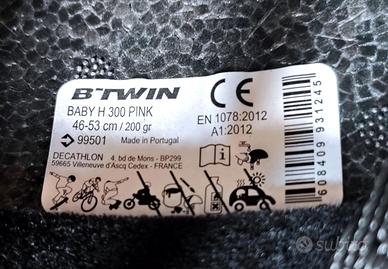 B'TWIN
BABY H 300 PINK
46-53 cm / 200 gr
99501 Made in Portugal
DECATHLON 4, bd de Mons - BP299
59665 Villeneuve d'Ascq Cedex - FRANCE
CE
EN 1078:2012
A1:2012
608409 931245
subito